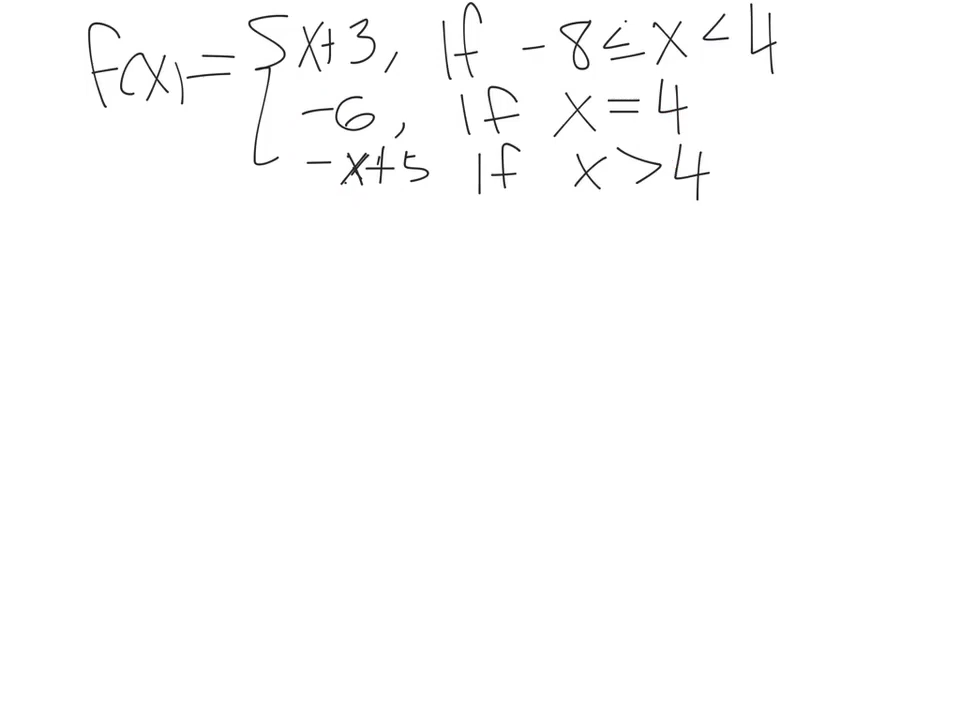 f(x) = { x+3, If -8 ≤ x < 4
-6, If x = 4
-x+5 If x > 4